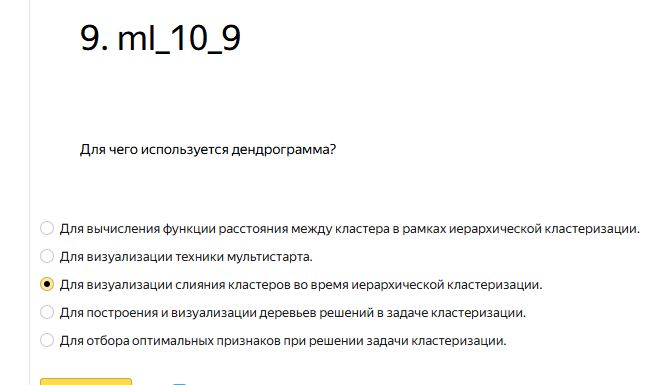 9. ml_10_9
Для чего используется дендрограмма?
Для вычисления функции расстояния между кластера в рамках иерархической кластеризации.
Для визуализации техники мультистарта.
Для визуализации слияния кластеров во время иерархической кластеризации.
Для построения и визуализации деревьев решений в задаче кластеризации.
Для отбора оптимальных признаков при решении задачи кластеризации.